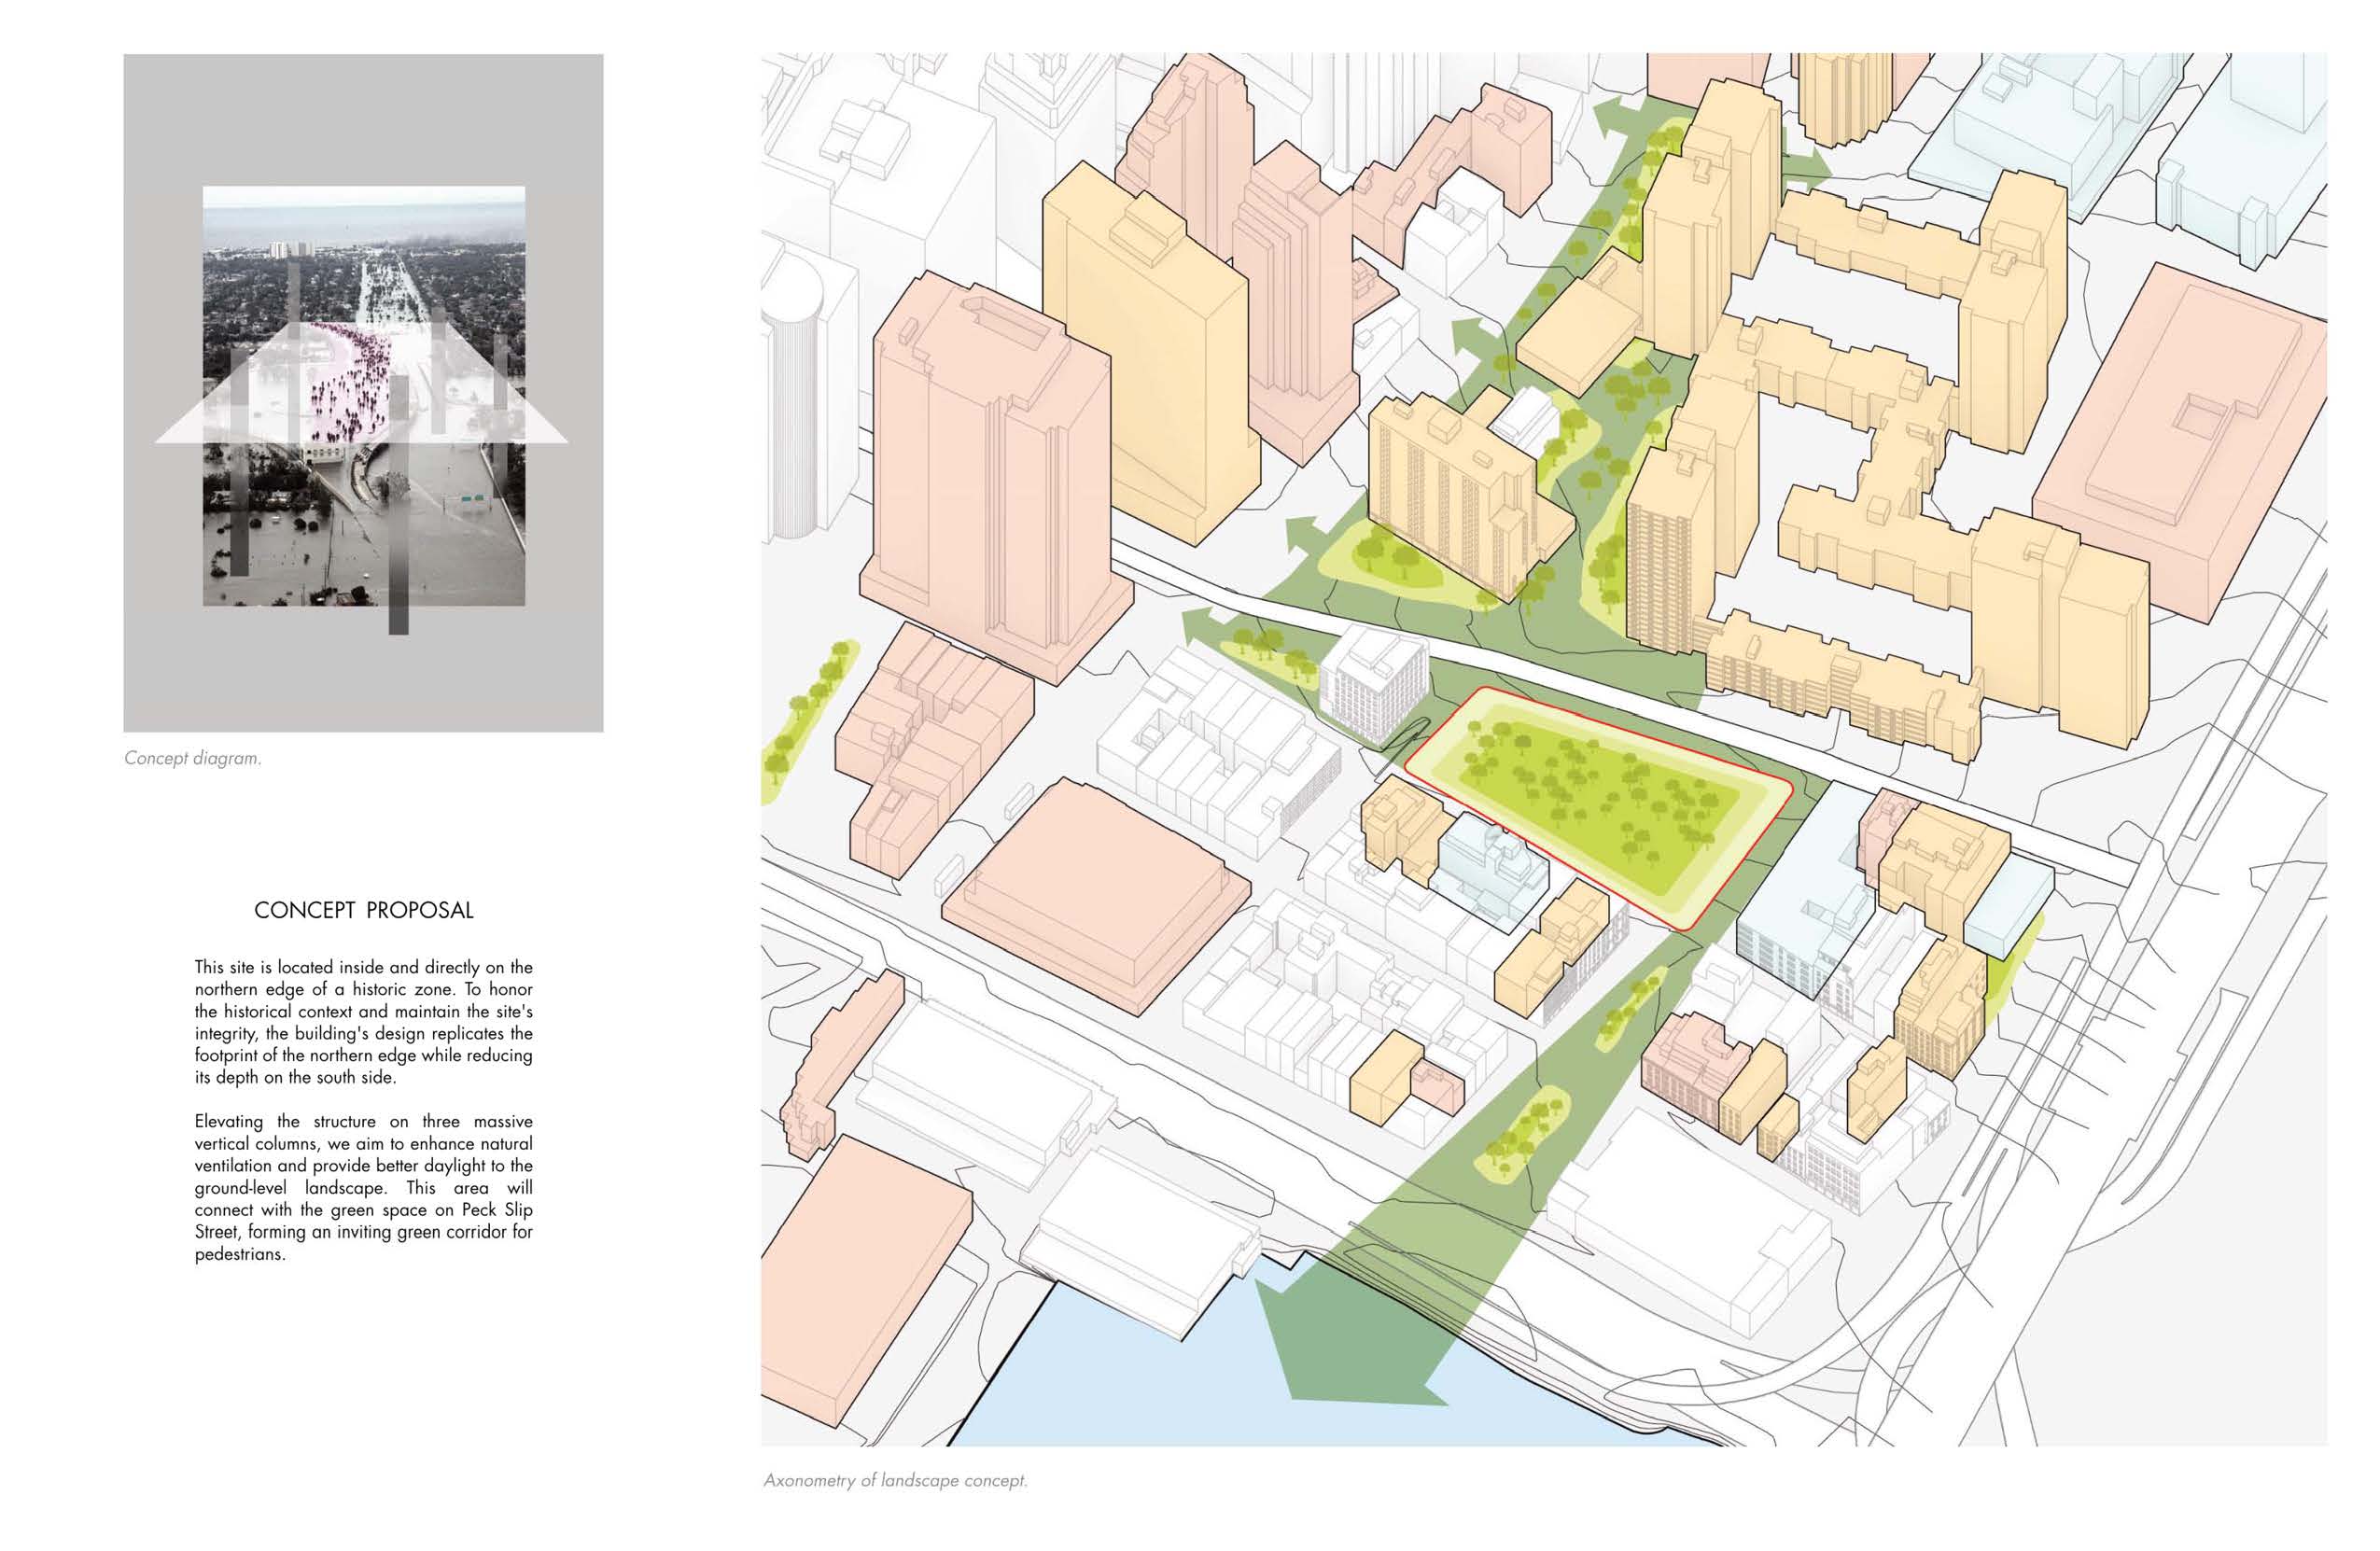 Concept diagram.
CONCEPT PROPOSAL
This site is located inside and directly on the
northern edge of a historic zone. To honor
the historical context and maintain the site's
integrity, the building's design replicates the
footprint of the northern edge while reducing
its depth on the south side.
Elevating the structure on three massive
vertical columns, we aim to enhance natural
ventilation and provide better daylight to the
ground-level landscape. This area will
connect with the green space on Peck Slip
Street, forming an inviting green corridor for
pedestrians.
Axonometry of landscape concept.